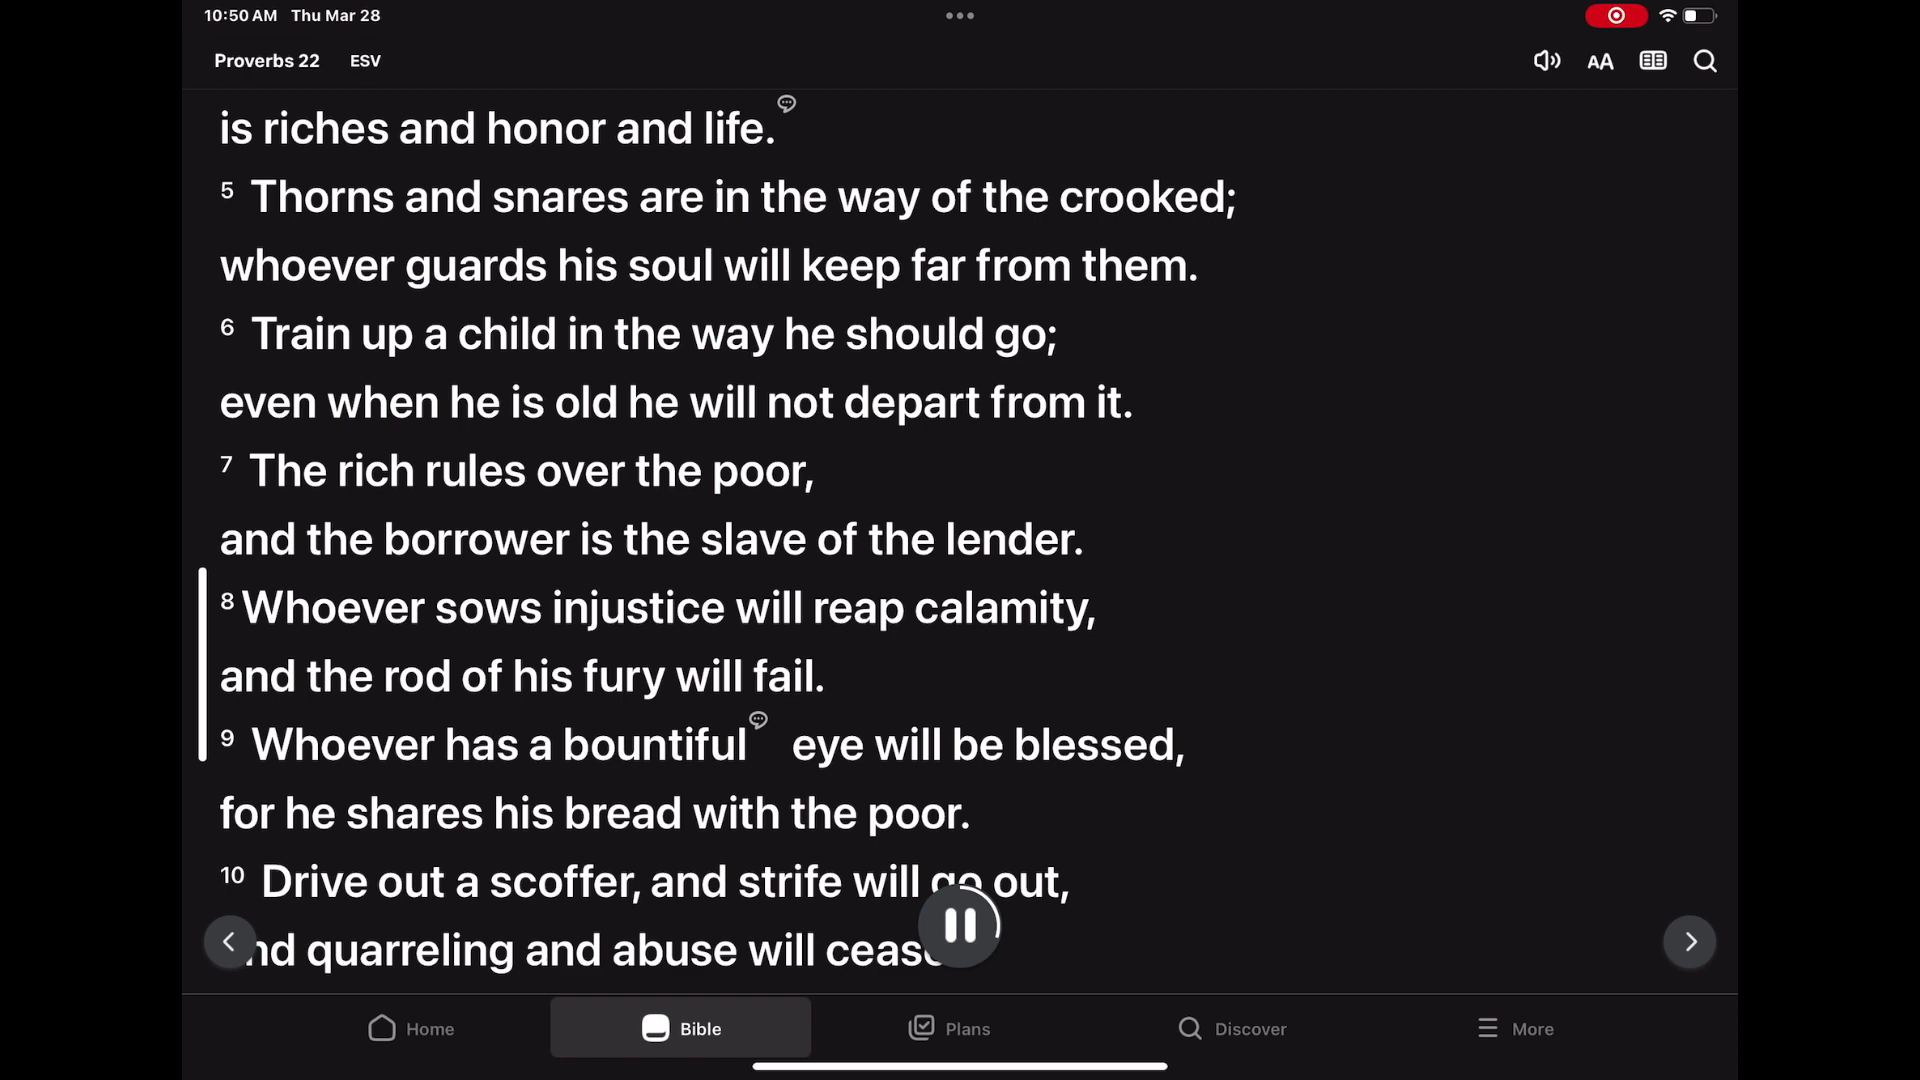 10:50 AM Thu Mar 28
Proverbs 22 ESV AA
is riches and honor and life.
5 Thorns and snares are in the way of the crooked;
whoever guards his soul will keep far from them.
6 Train up a child in the way he should go;
even when he is old he will not depart from it.
7 The rich rules over the poor,
and the borrower is the slave of the lender.
8 Whoever sows injustice will reap calamity,
and the rod of his fury will fail.
9 Whoever has a bountiful eye will be blessed,
for he shares his bread with the poor.
10 Drive out a scoffer, and strife will go out,
nd quarreling and abuse will cease
Home Bible Plans Discover More